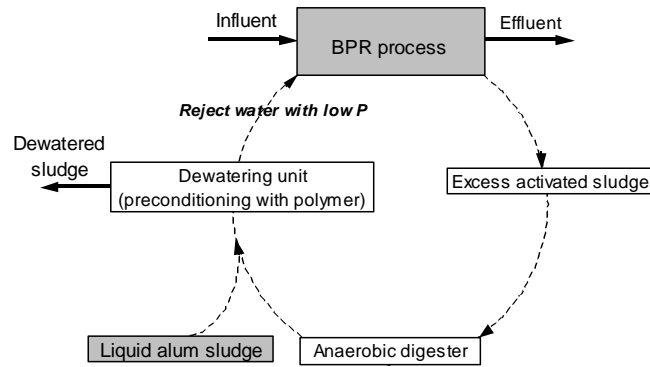 Influent
Effluent
BPR process
Reject water with low P
Dewatered
sludge
Dewatering unit
(preconditioning with polymer)
Excess activated sludge
Liquid alum sludge
Anaerobic digester